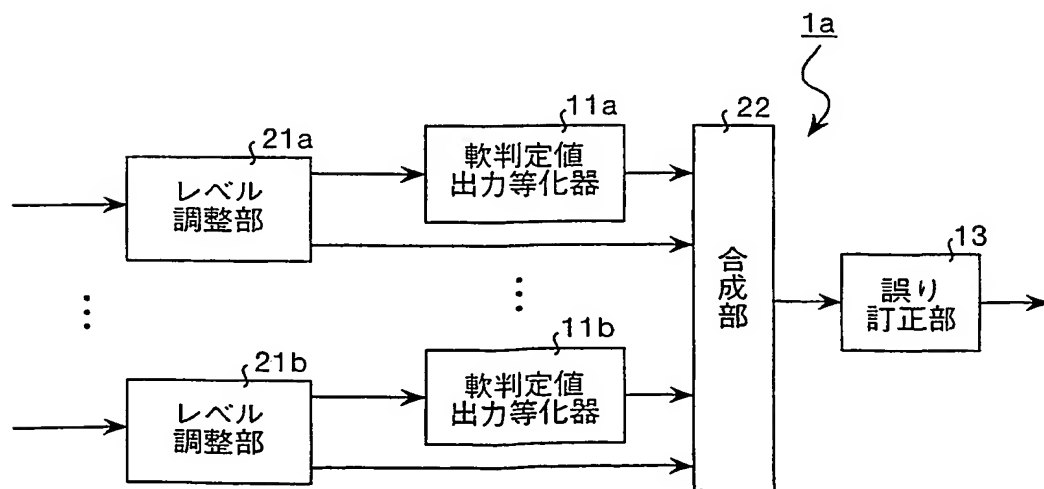 1a
11a
22
21a
軟判定値
出力等化器
レベル
調整部
13
合成部
誤り
訂正部
⋮
⋮
11b
21b
軟判定値
出力等化器
レベル
調整部